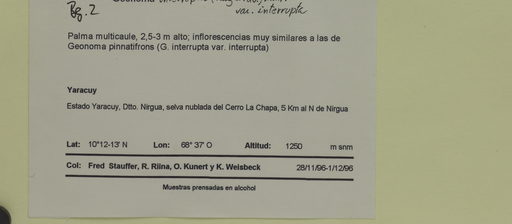 Bg. 2
var. interrupta
Palma multicaule, 2,5-3 m alto; inflorescencias muy similares a las de
Geonoma pinnatifrons (G. interrupta var. interrupta)
Yaracuy
Estado Yaracuy, Dtto. Nirgua, selva nublada del Cerro La Chapa, 5 Km al N de Nirgua
Lat: 10°12-13' N Lon: 68° 37' O Altitud: 1250 m snm
Col: Fred Stauffer, R. Riina, O. Kunert y K. Weisbeck 28/11/96-1/12/96
Muestras prensadas en alcohol